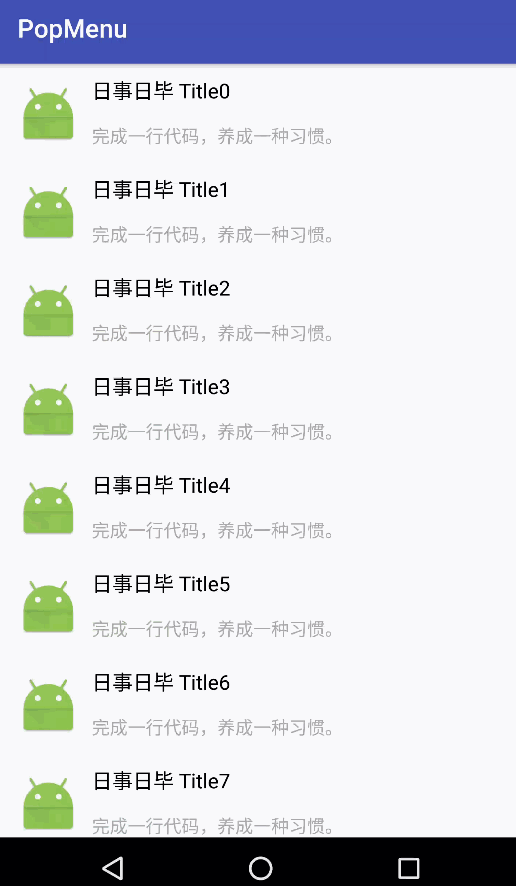 PopMenu
日事日毕 Title0
完成一行代码，养成一种习惯。
日事日毕 Title1
完成一行代码，养成一种习惯。
日事日毕 Title2
完成一行代码，养成一种习惯。
日事日毕 Title3
完成一行代码，养成一种习惯。
日事日毕 Title4
完成一行代码，养成一种习惯。
日事日毕 Title5
完成一行代码，养成一种习惯。
日事日毕 Title6
完成一行代码，养成一种习惯。
日事日毕 Title7
完成一行代码，养成一种习惯。